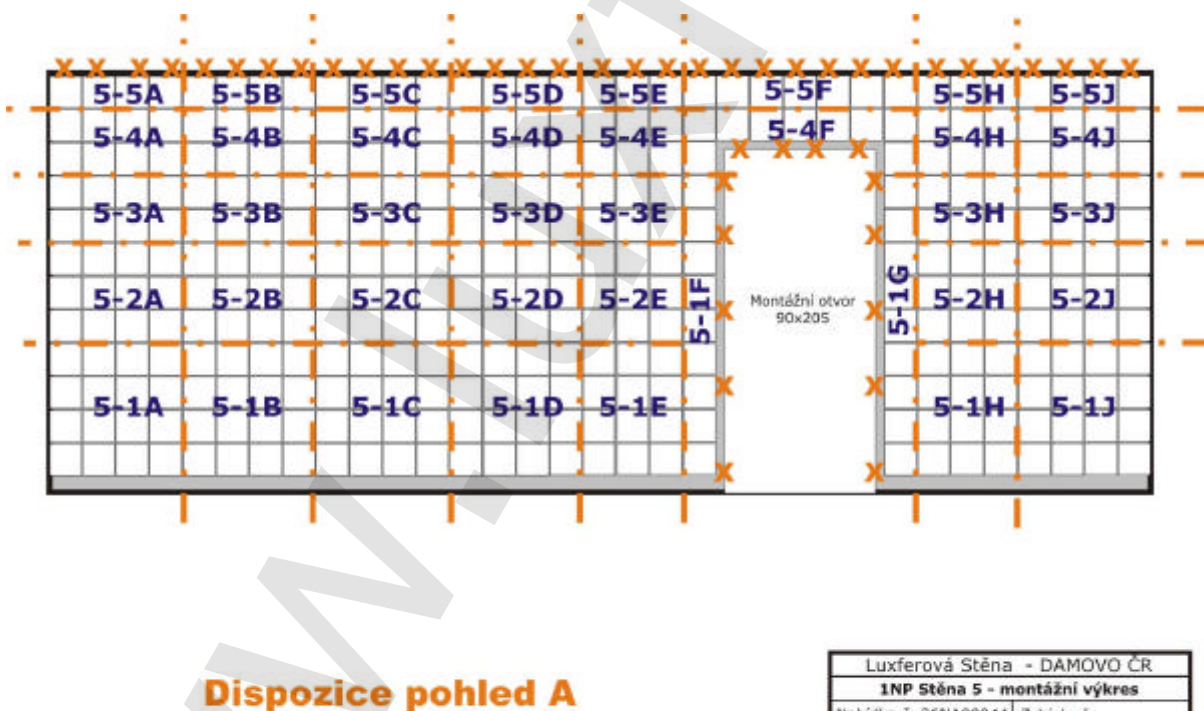 5-5A 5-5B 5-5C 5-5D 5-5E 5-5F 5-5H 5-5J
5-4A 5-4B 5-4C 5-4D 5-4E 5-4F 5-4H 5-4J
5-3A 5-3B 5-3C 5-3D 5-3E 5-3H 5-3J
5-2A 5-2B 5-2C 5-2D 5-2E 5-1F Montážní otvor 5-1G 5-2H 5-2J
90x205
5-1A 5-1B 5-1C 5-1D 5-1E 5-1H 5-1J
Dispozice pohled A
Luxferová Stěna - DAMOVO ČR
1NP Stěna 5 - montážní výkres